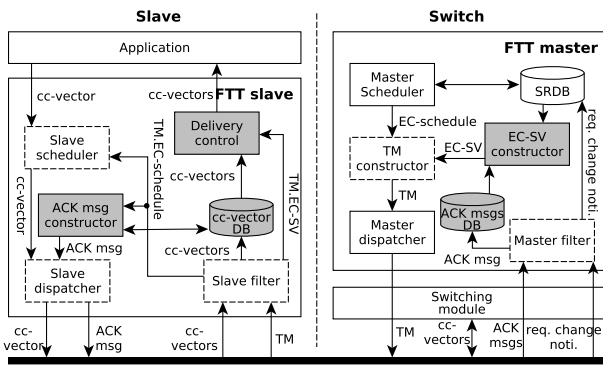 Slave
Switch
Application
FTT master
cc-vector
cc-vectors
FTT slave
Master
Scheduler
SRDB
Slave
scheduler
TM.EC-schedule
Delivery
control
EC-schedule
req. change noti.
TM
constructor
EC-SV
EC-SV
constructor
cc-vector
cc-vectors
TM.EC-SV
ACK msg
constructor
cc-vector
DB
TM
ACK msgs
DB
ACK msg
cc-vectors
Master
dispatcher
Master filter
ACK msg
Slave
dispatcher
Slave filter
Switching
module
cc-
vector
ACK
msg
cc-
vectors
TM
TM
cc-
vectors
ACK
msgs
req. change
noti.